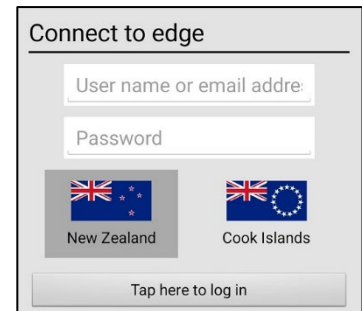 Connect to edge
User name or email addre
Password
New Zealand
Cook Islands
Tap here to log in